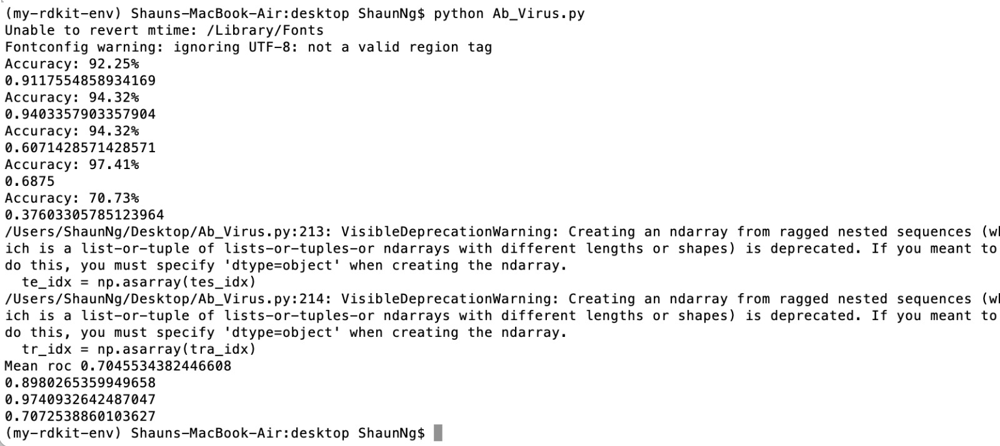 (my-rdkit-env) Shauns-MacBook-Air:desktop ShaunNg$ python Ab_Virus.py
Unable to revert mtime: /Library/Fonts
Fontconfig warning: ignoring UTF-8: not a valid region tag
Accuracy: 92.25%
0.9117554858934169
Accuracy: 94.32%
0.9403357903357904
Accuracy: 94.32%
0.6071428571428571
Accuracy: 97.41%
0.6875
Accuracy: 70.73%
0.37603305785123964
/Users/ShaunNg/Desktop/Ab_Virus.py:213: VisibleDeprecationWarning: Creating an ndarray from ragged nested sequences (wh
ich is a list-or-tuple of lists-or-tuples-or ndarrays with different lengths or shapes) is deprecated. If you meant to
do this, you must specify 'dtype=object' when creating the ndarray.
  te_idx = np.asarray(tes_idx)
/Users/ShaunNg/Desktop/Ab_Virus.py:214: VisibleDeprecationWarning: Creating an ndarray from ragged nested sequences (wh
ich is a list-or-tuple of lists-or-tuples-or ndarrays with different lengths or shapes) is deprecated. If you meant to
do this, you must specify 'dtype=object' when creating the ndarray.
  tr_idx = np.asarray(tra_idx)
Mean roc 0.7045534382446608
0.8980265359949658
0.9740932642487047
0.7072538860103627
(my-rdkit-env) Shauns-MacBook-Air:desktop ShaunNg$